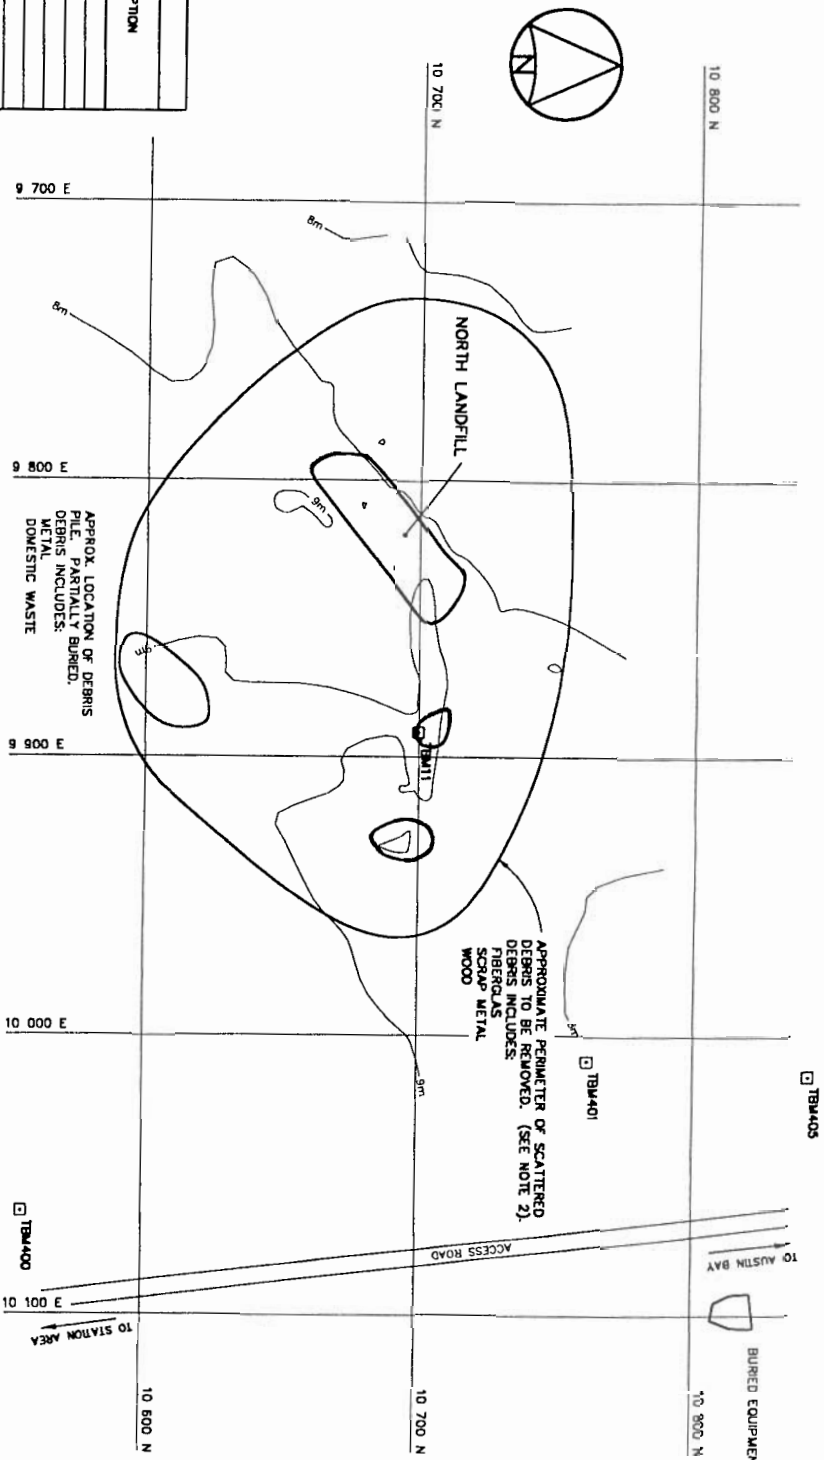 PTION
N
10 700 N
10 800 N
9 700 E
8m
8m
NORTH LANDFILL
9 800 E
9m
APPROX. LOCATION OF DEBRIS
PILE. PARTIALLY BURIED.
DEBRIS INCLUDES:
METAL
DOMESTIC WASTE
9m
9 900 E
TBM11
APPROXIMATE PERIMETER OF SCATTERED
DEBRIS TO BE REMOVED. (SEE NOTE 2).
DEBRIS INCLUDES:
FIBERGLAS
SCRAP METAL
WOOD
10 000 E
9m
TBM401
TBM405
TBM400
ACCESS ROAD
TO AUSTIN BAY
10 100 E
TO STATION AREA
BURIED EQUIPMEN
10 600 N
10 700 N
10 800 N